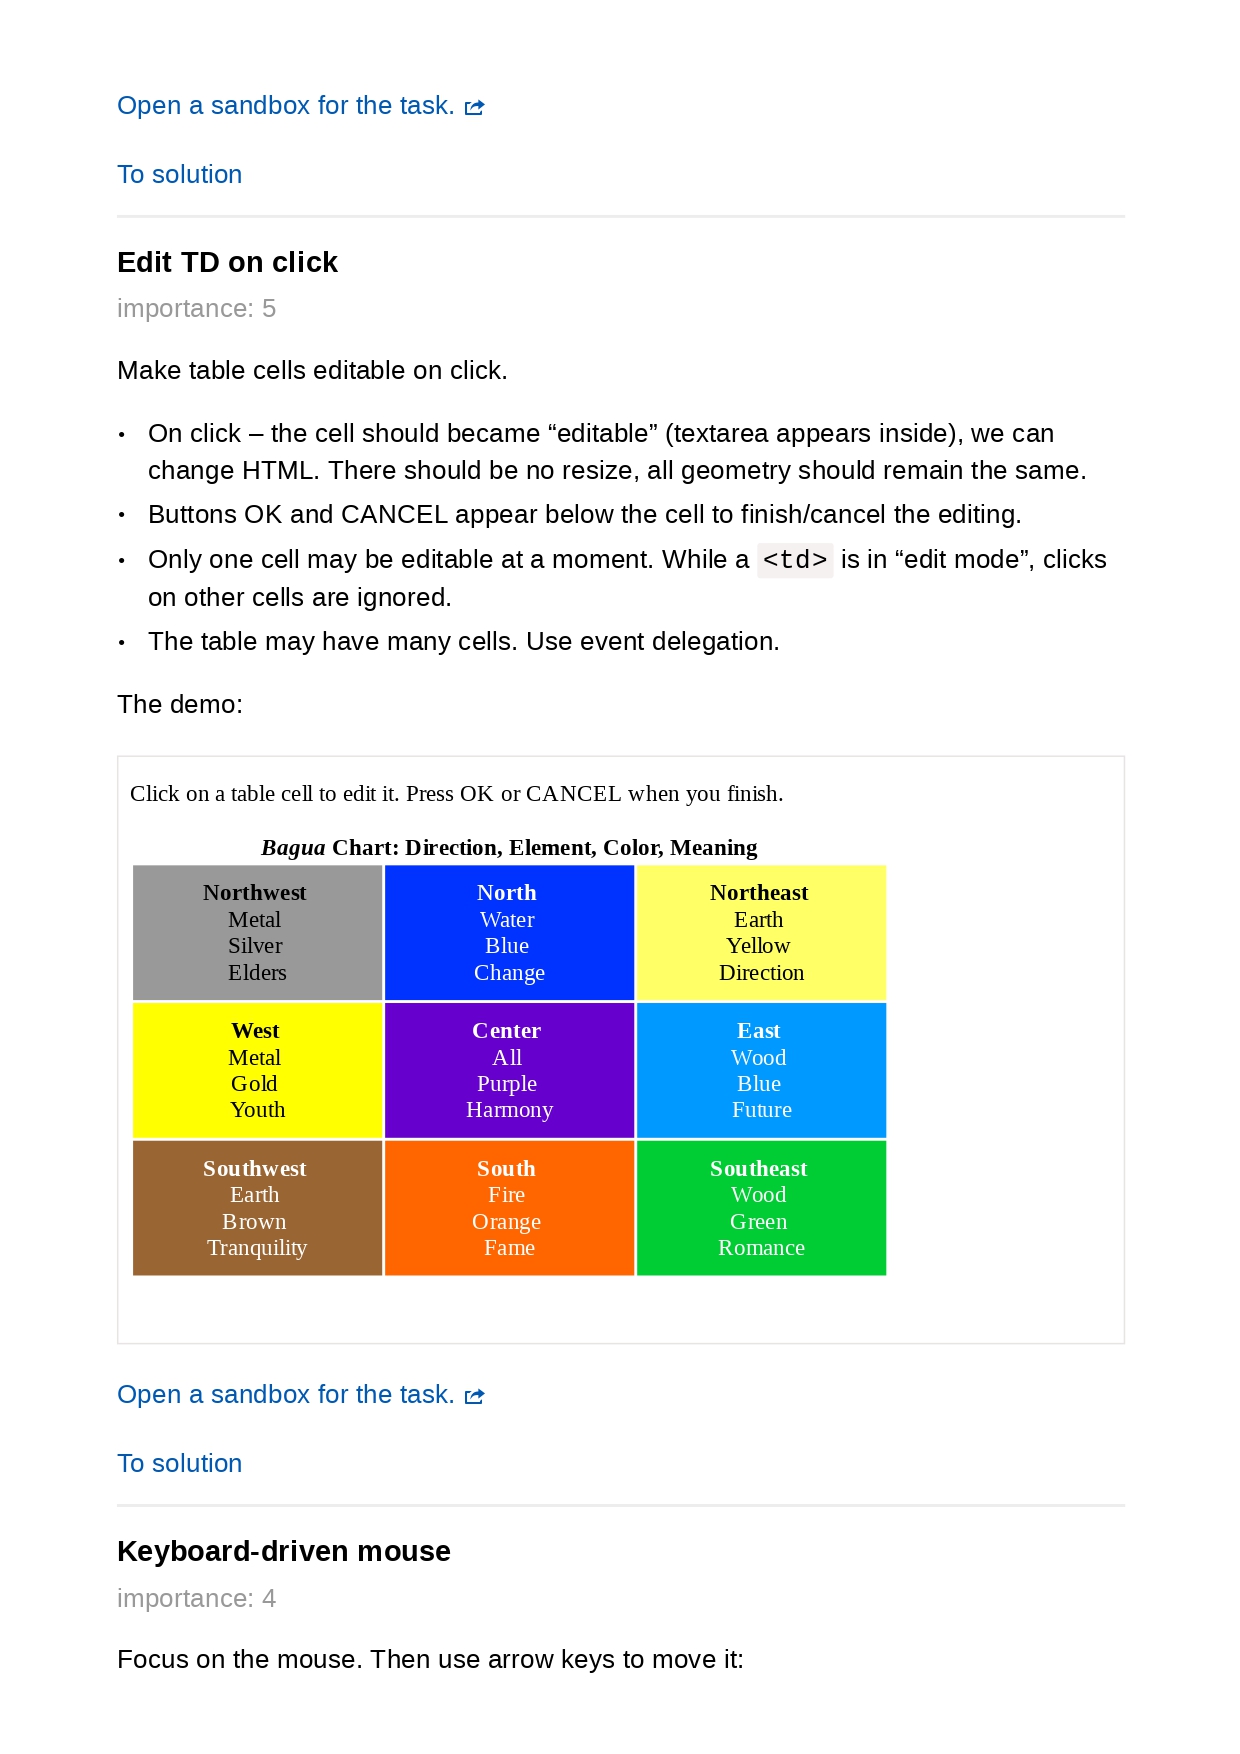 Open a sandbox for the task.
To solution
Edit TD on click
importance: 5
Make table cells editable on click.
• On click – the cell should became “editable” (textarea appears inside), we can
change HTML. There should be no resize, all geometry should remain the same.
• Buttons OK and CANCEL appear below the cell to finish/cancel the editing.
• Only one cell may be editable at a moment. While a <td> is in “edit mode”, clicks
on other cells are ignored.
• The table may have many cells. Use event delegation.
The demo:
Click on a table cell to edit it. Press OK or CANCEL when you finish.
Bagua Chart: Direction, Element, Color, Meaning
Northwest
Metal
Silver
Elders
North
Water
Blue
Change
Northeast
Earth
Yellow
Direction
West
Metal
Gold
Youth
Center
All
Purple
Harmony
East
Wood
Blue
Future
Southwest
Earth
Brown
Tranquility
South
Fire
Orange
Fame
Southeast
Wood
Green
Romance
Open a sandbox for the task.
To solution
Keyboard-driven mouse
importance: 4
Focus on the mouse. Then use arrow keys to move it: